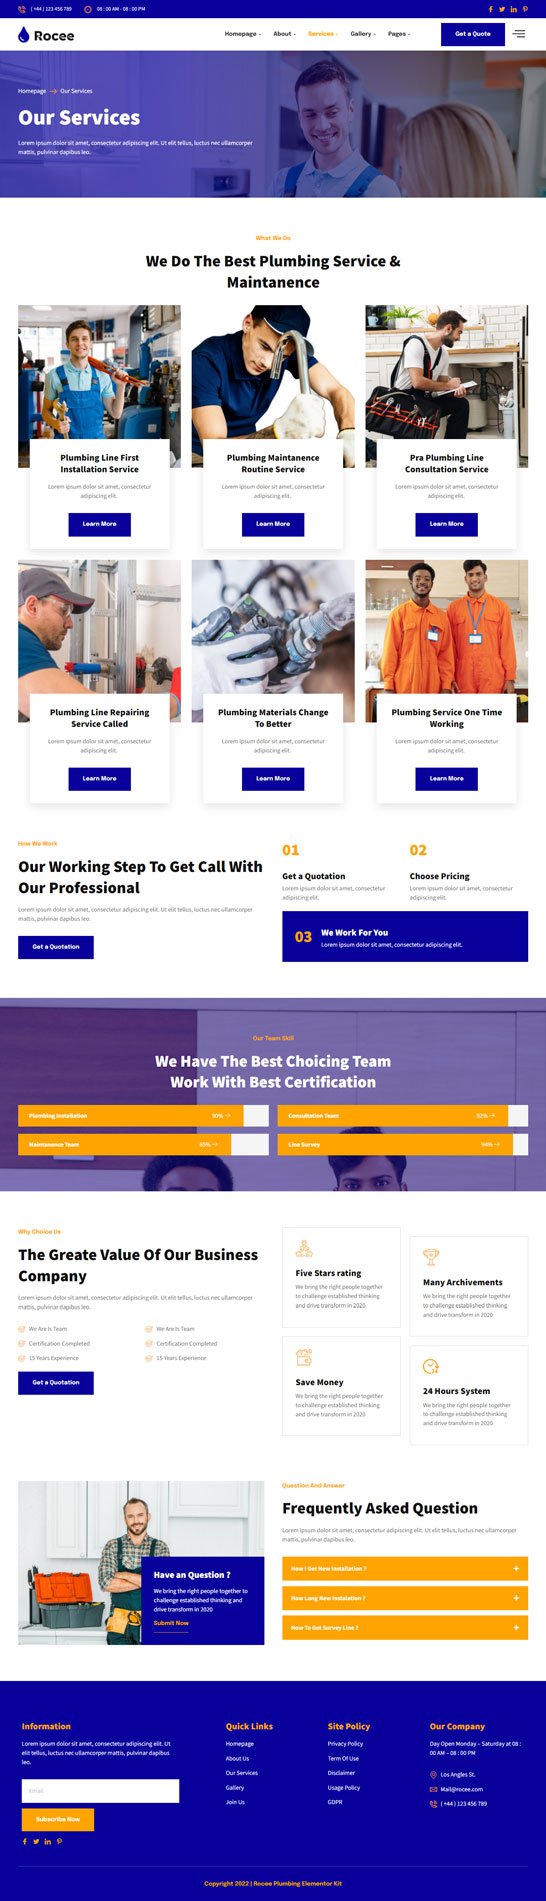 ( +44 ) 123 456 789
08 : 00 AM - 08 : 00 PM
Rocee
Homepage
About
Services
Gallery
Pages
Get a Quote
Homepage
Our Services
Our Services
Lorem ipsum dolor sit amet, consectetur adipiscing elit. Ut elit tellus, luctus nec ullamcorper
mattis, pulvinar dapibus leo.
What We Do
We Do The Best Plumbing Service &
Maintanence
Plumbing Line First
Installation Service
Lorem ipsum dolor sit amet, consectetur
adipiscing elit.
Learn More
Plumbing Maintanence
Routine Service
Lorem ipsum dolor sit amet, consectetur
adipiscing elit.
Learn More
Pra Plumbing Line
Consultation Service
Lorem ipsum dolor sit amet, consectetur
adipiscing elit.
Learn More
Plumbing Line Repairing
Service Called
Lorem ipsum dolor sit amet, consectetur
adipiscing elit.
Learn More
Plumbing Materials Change
To Better
Lorem ipsum dolor sit amet, consectetur
adipiscing elit.
Learn More
Plumbing Service One Time
Working
Lorem ipsum dolor sit amet, consectetur
adipiscing elit.
Learn More
How We Work
Our Working Step To Get Call With
Our Professional
Lorem ipsum dolor sit amet, consectetur adipiscing elit. Ut elit tellus, luctus nec ullamcorper
mattis, pulvinar dapibus leo.
Get a Quotation
01
Get a Quotation
Lorem ipsum dolor sit amet, consectetur
adipiscing elit.
02
Choose Pricing
Lorem ipsum dolor sit amet, consectetur
adipiscing elit.
03
We Work For You
Lorem ipsum dolor sit amet, consectetur adipiscing elit.
Our Team Skill
We Have The Best Choicing Team
Work With Best Certification
Plumbing Installation 90%
Consultation Team 92%
Maintanence Team 85%
Line Survey 94%
Why Choice Us
The Greate Value Of Our Business
Company
Lorem ipsum dolor sit amet, consectetur adipiscing elit. Ut elit tellus, luctus nec ullamcorper
mattis, pulvinar dapibus leo.
We Are Is Team
Certification Completed
15 Years Experience
We Are Is Team
Certification Completed
15 Years Experience
Get a Quotation
Five Stars rating
We bring the right people together
to challenge established thinking
and drive transform in 2020
Many Archivements
We bring the right people together
to challenge established thinking
and drive transform in 2020
Save Money
We bring the right people together
to challenge established thinking
and drive transform in 2020
24 Hours System
We bring the right people together
to challenge established thinking
and drive transform in 2020
Have an Question ?
We bring the right people together to
challenge established thinking and
drive transform in 2020
Submit Now
Question And Answer
Frequently Asked Question
Lorem ipsum dolor sit amet, consectetur adipiscing elit. Ut elit tellus, luctus nec ullamcorper
mattis, pulvinar dapibus leo.
How I Get New Installation ?
How Long New Instalation ?
How To Get Survey Line ?
Information
Lorem ipsum dolor sit amet, consectetur adipiscing elit. Ut
elit tellus, luctus nec ullamcorper mattis, pulvinar dapibus
leo.
Email
Subscribe Now
Quick Links
Homepage
About Us
Our Services
Gallery
Join Us
Site Policy
Privacy Policy
Term Of Use
Disclaimer
Usage Policy
GDPR
Our Company
Day Open Monday – Saturday at 08 :
00 AM – 08 : 00 PM
Los Angles St.
Mail@rocee.com
( +44 ) 123 456 789
Copyright 2022 | Rocee Plumbing Elementor Kit